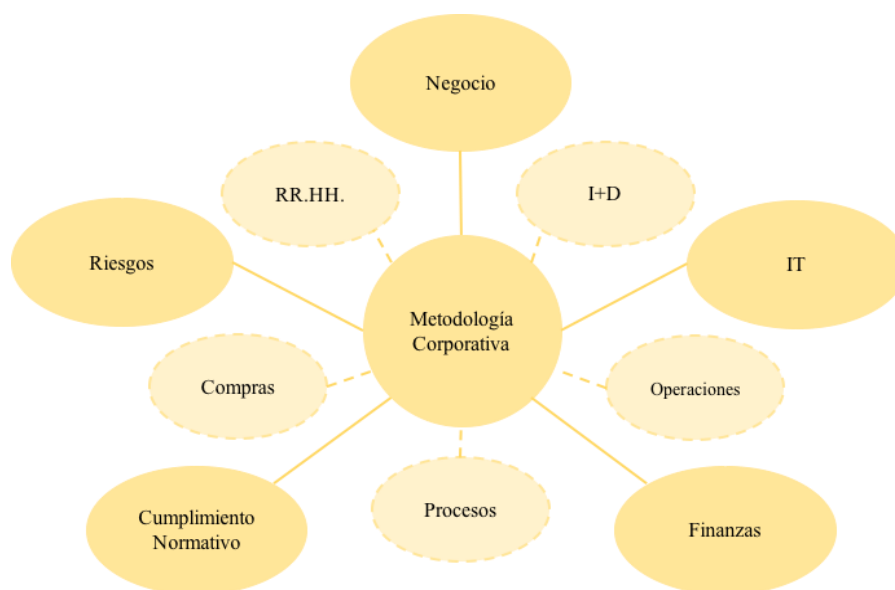 Negocio
RR.HH.
I+D
Riesgos
IT
Metodología
Corporativa
Compras
Operaciones
Cumplimiento
Normativo
Procesos
Finanzas